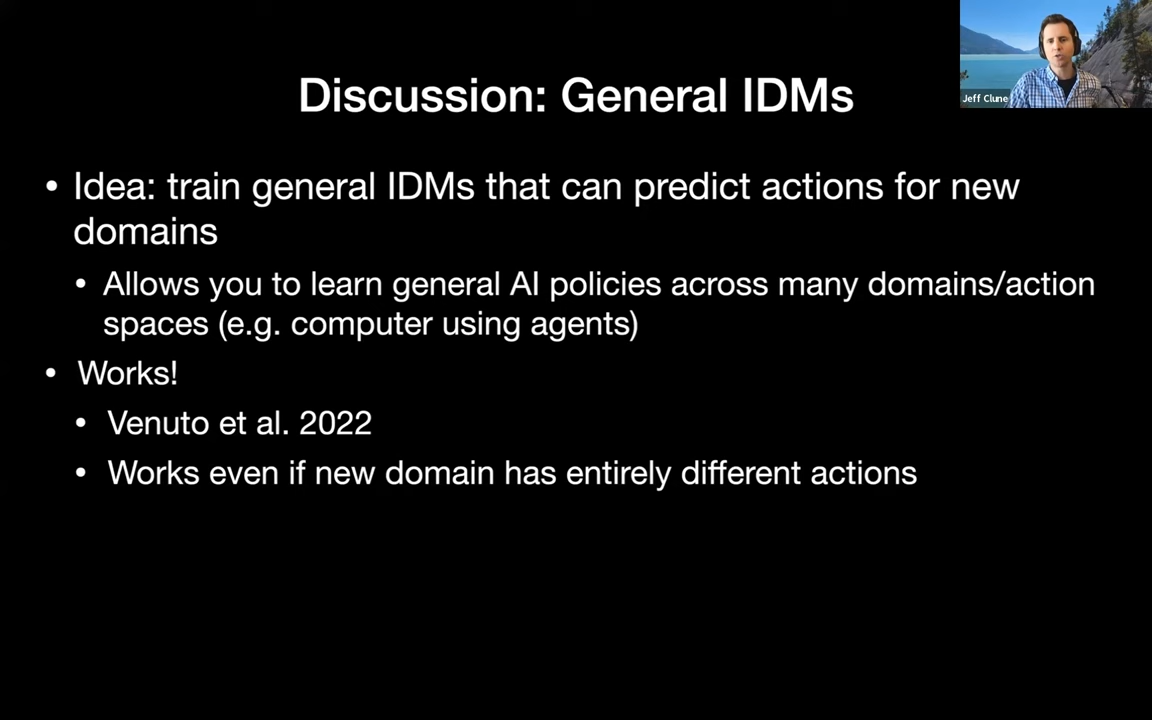 Jeff Clune
Discussion: General IDMs
• Idea: train general IDMs that can predict actions for new
domains
• Allows you to learn general AI policies across many domains/action
spaces (e.g. computer using agents)
• Works!
• Venuto et al. 2022
• Works even if new domain has entirely different actions